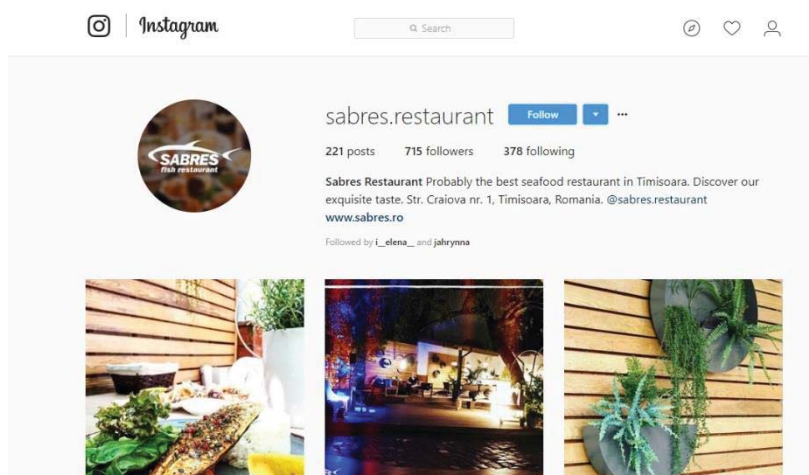 Instagram
Search
SABRES
fish restaurant
sabres.restaurant Follow
221 posts 715 followers 378 following
Sabres Restaurant Probably the best seafood restaurant in Timisoara. Discover our
exquisite taste. Str. Craiova nr. 1, Timisoara, Romania. @sabres.restaurant
www.sabres.ro
Followed by i__elena__ and jahrynna